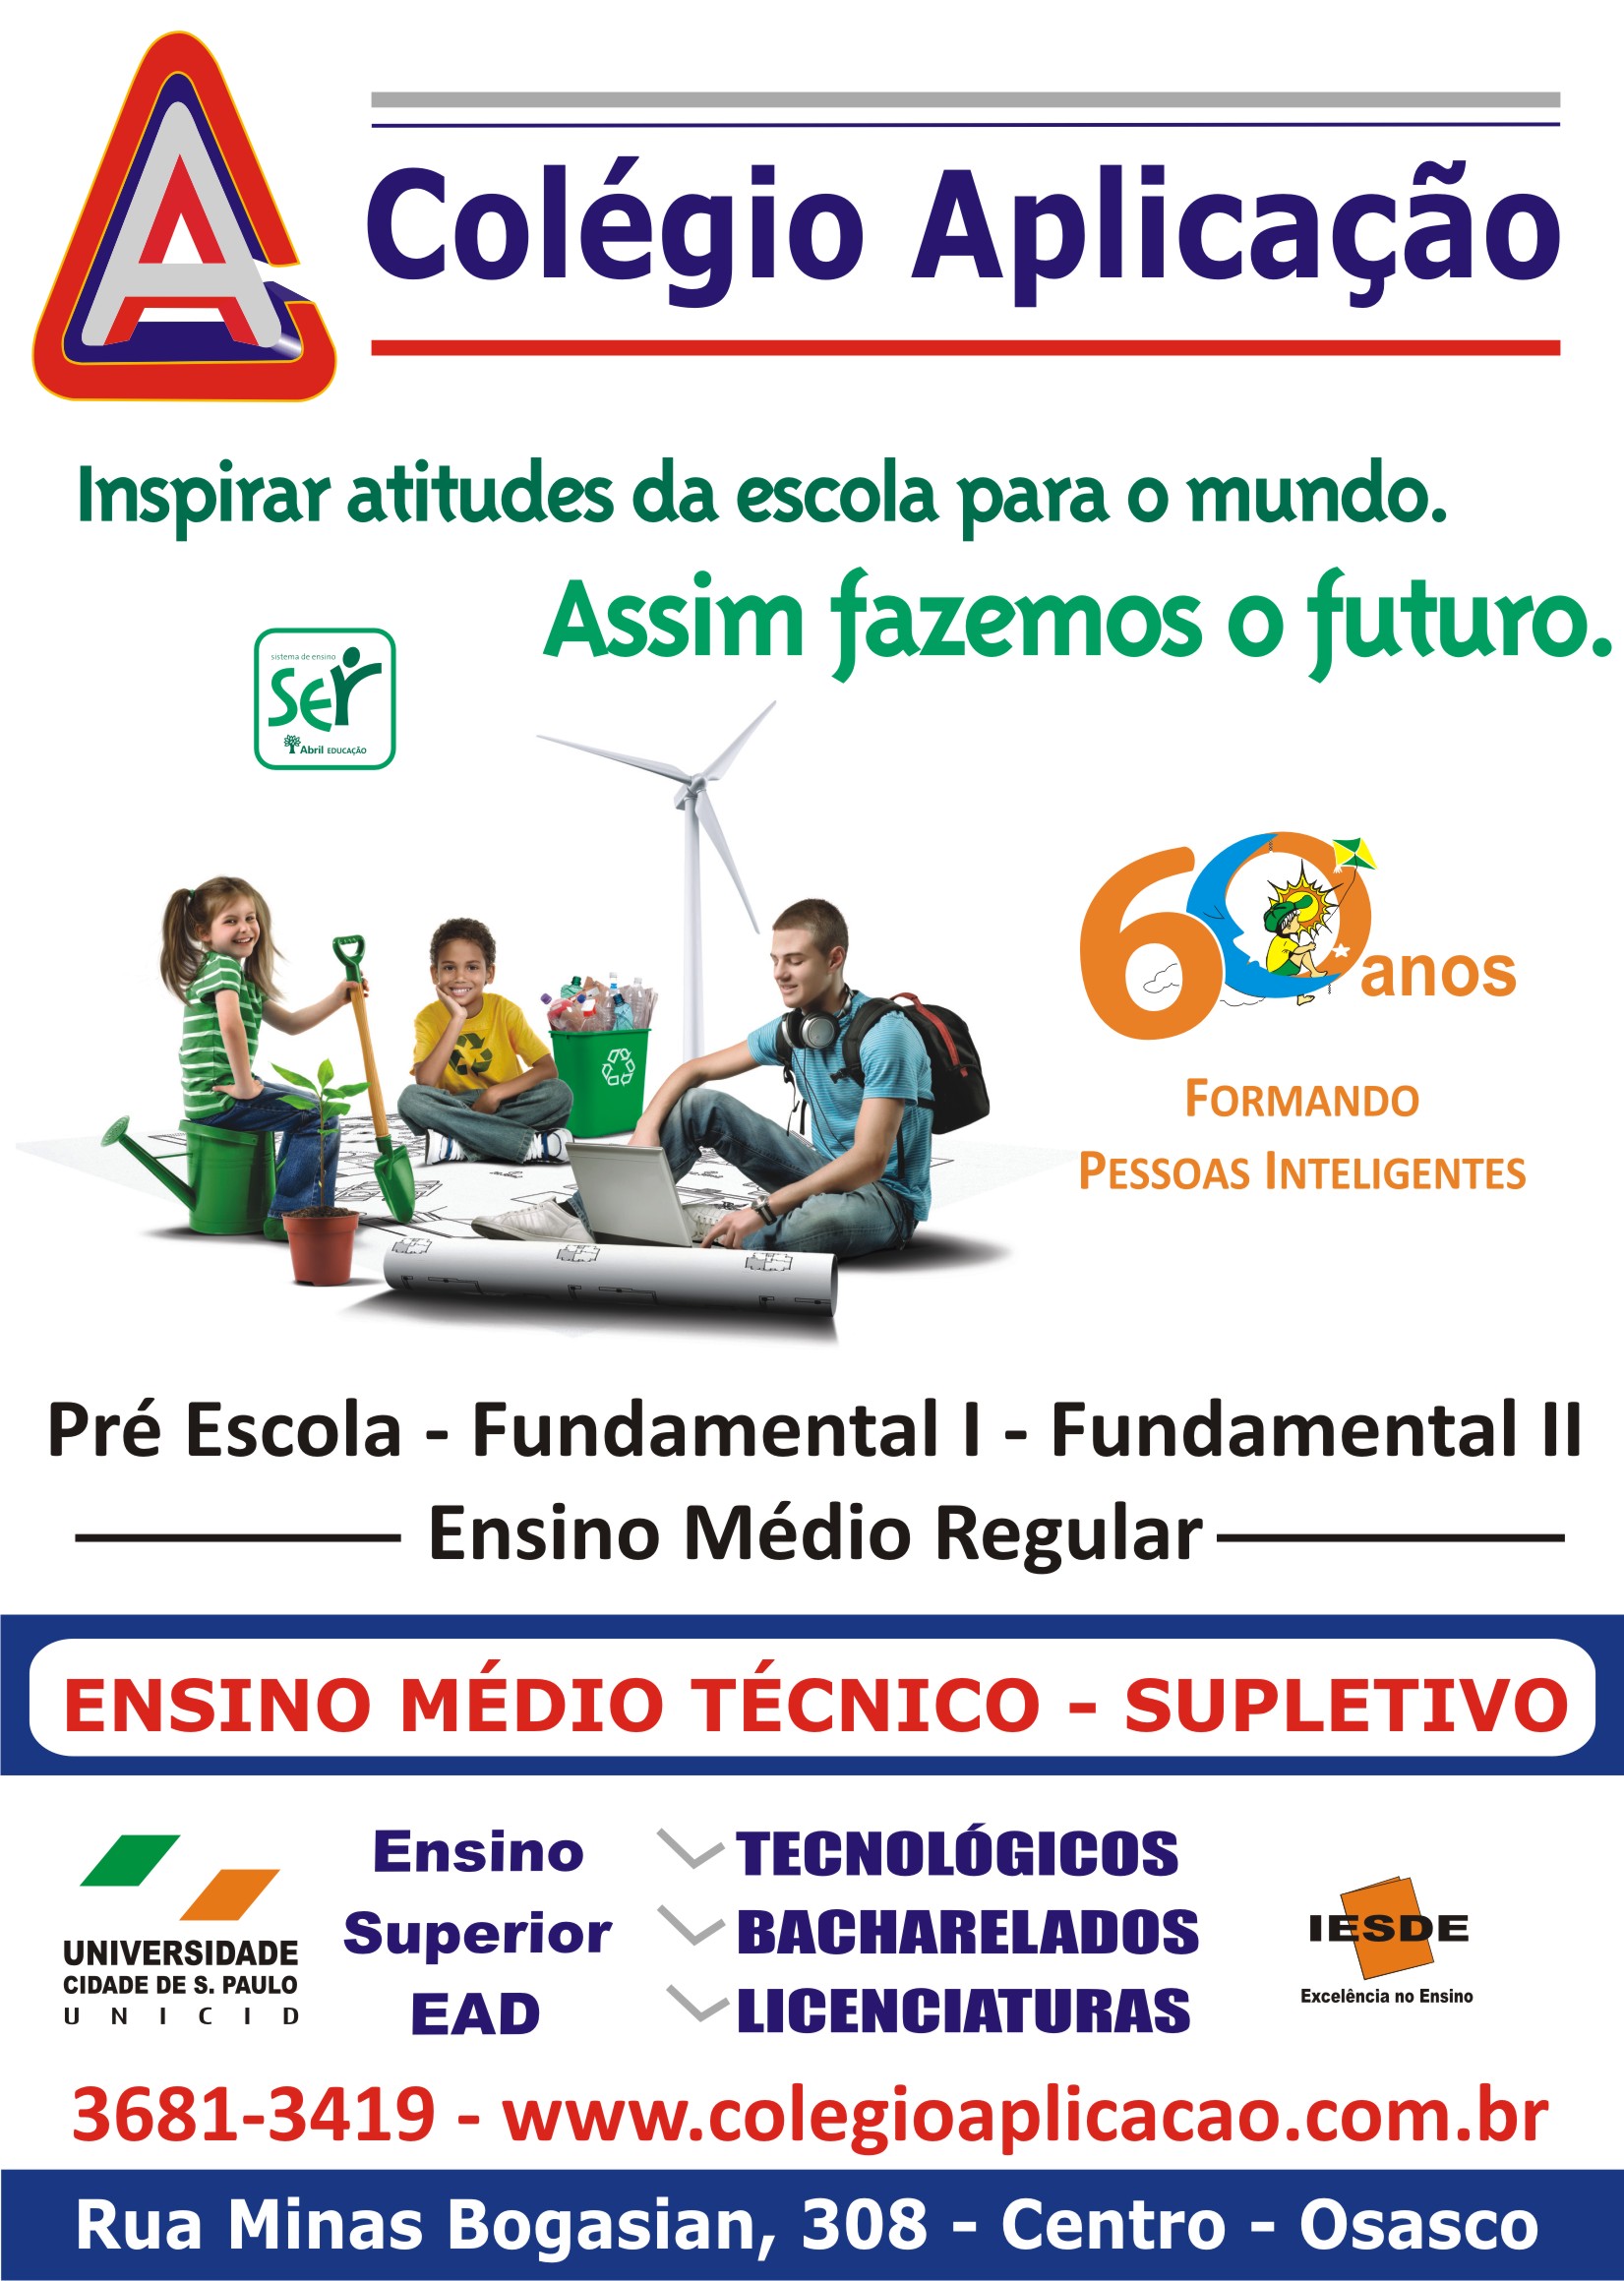 Colégio Aplicação
Inspirar atitudes da escola para o mundo.
Assim fazemos o futuro.
sistema de ensino
ser
Abril EDUCAÇÃO
60 anos
FORMANDO
PESSOAS INTELIGENTES
Pré Escola - Fundamental I - Fundamental II
Ensino Médio Regular
ENSINO MÉDIO TÉCNICO - SUPLETIVO
UNIVERSIDADE
CIDADE DE S. PAULO
UNICID
Ensino
Superior
EAD
TECNOLÓGICOS
BACHARELADOS
LICENCIATURAS
IESDE
Excelência no Ensino
3681-3419 - www.colegioaplicacao.com.br
Rua Minas Bogasian, 308 - Centro - Osasco